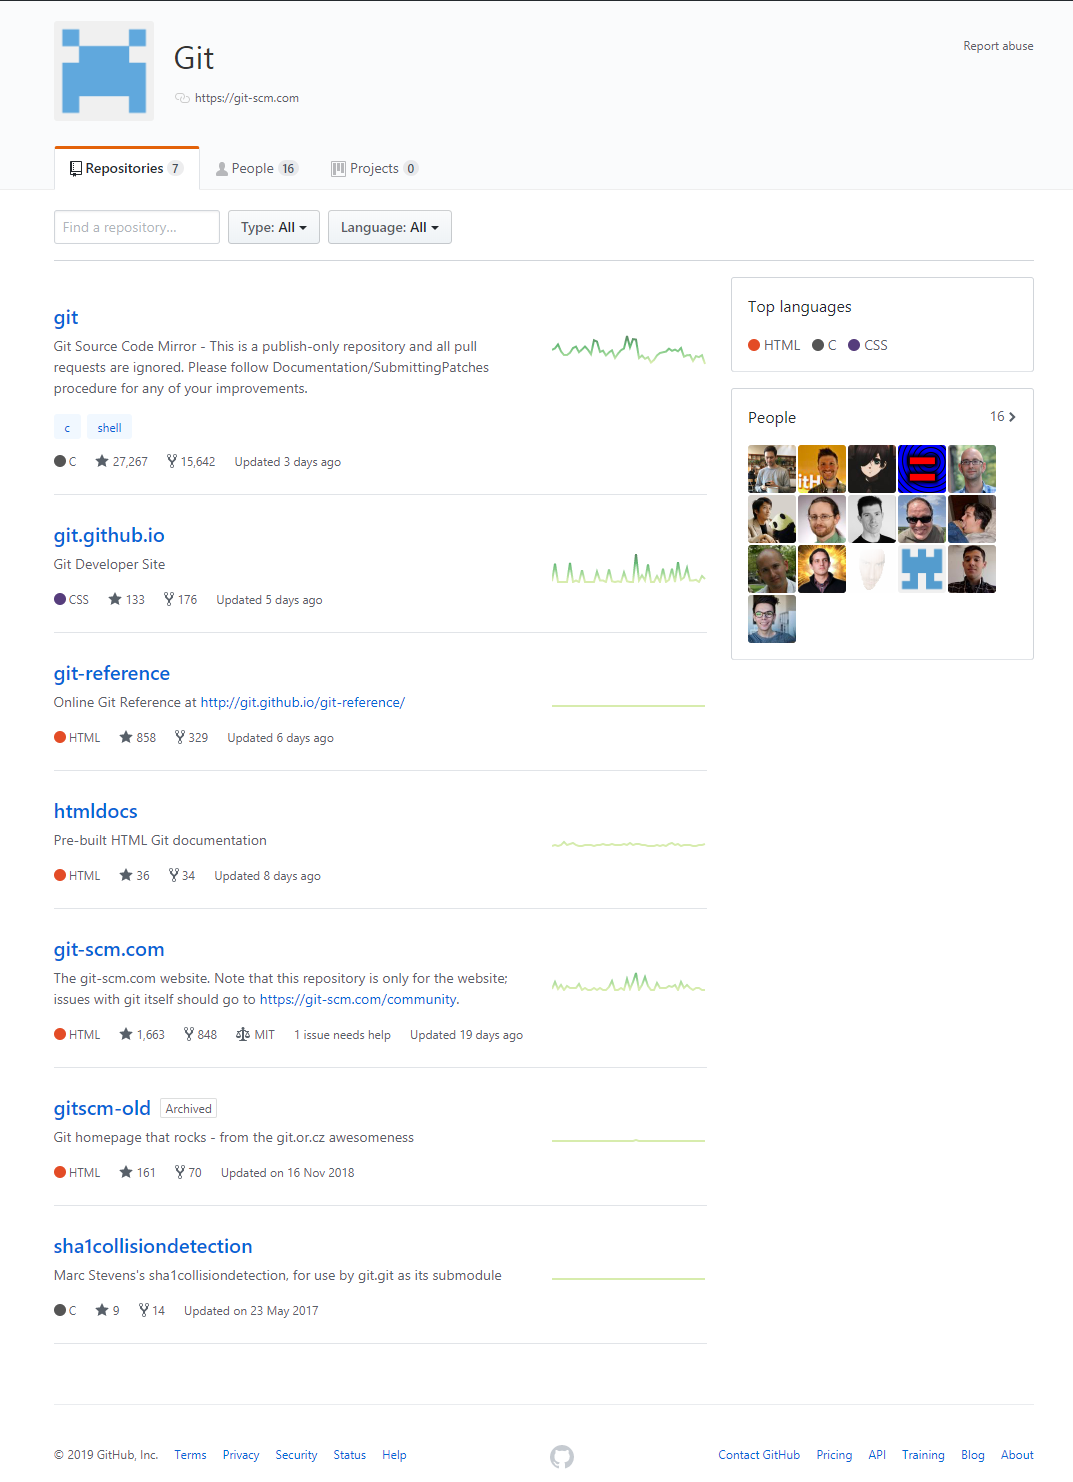 Git
Report abuse
https://git-scm.com
Repositories 7 People 16 Projects 0
Find a repository... Type: All Language: All
Top languages
HTML C CSS
People 16
git
Git Source Code Mirror - This is a publish-only repository and all pull
requests are ignored. Please follow Documentation/SubmittingPatches
procedure for any of your improvements.
c shell
C 27,267 15,642 Updated 3 days ago
git.github.io
Git Developer Site
CSS 133 176 Updated 5 days ago
git-reference
Online Git Reference at http://git.github.io/git-reference/
HTML 858 329 Updated 6 days ago
htmldocs
Pre-built HTML Git documentation
HTML 36 34 Updated 8 days ago
git-scm.com
The git-scm.com website. Note that this repository is only for the website;
issues with git itself should go to https://git-scm.com/community.
HTML 1,663 848 MIT 1 issue needs help Updated 19 days ago
gitscm-old Archived
Git homepage that rocks - from the git.or.cz awesomeness
HTML 161 70 Updated on 16 Nov 2018
sha1collisiondetection
Marc Stevens's sha1collisiondetection, for use by git.git as its submodule
C 9 14 Updated on 23 May 2017
© 2019 GitHub, Inc. Terms Privacy Security Status Help Contact GitHub Pricing API Training Blog About